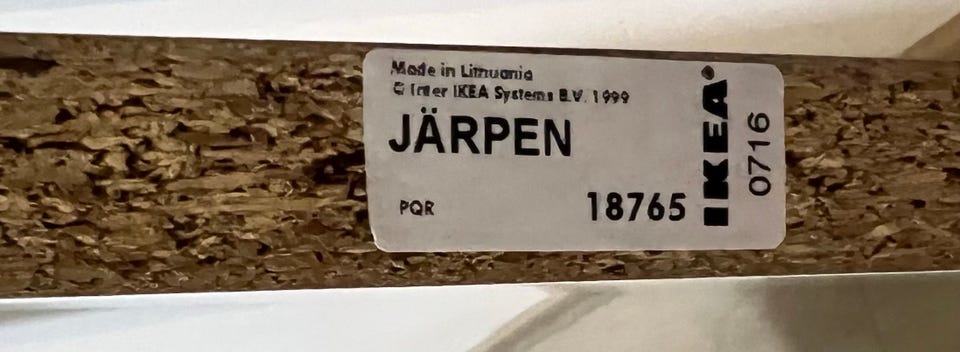 Made in Lithuania
© Inter IKEA Systems B.V. 1999
JÄRPEN
PQR
18765
IKEA
0716